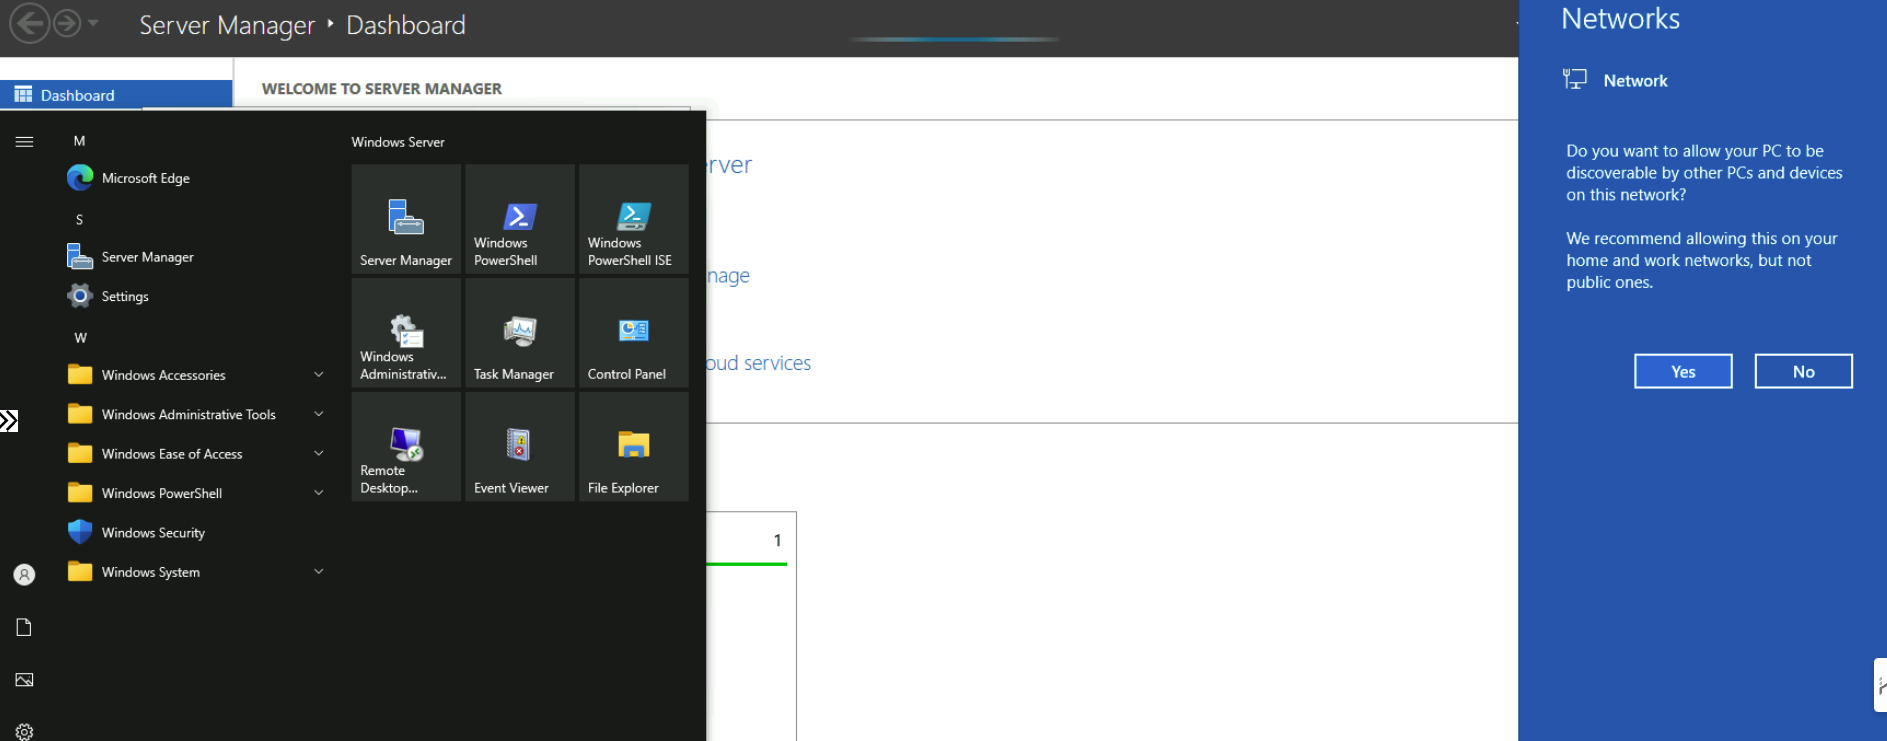 Server Manager ‣ Dashboard
Dashboard
WELCOME TO SERVER MANAGER
M
Microsoft Edge
S
Server Manager
Settings
W
Windows Accessories
Windows Administrative Tools
Windows Ease of Access
Windows PowerShell
Windows Security
Windows System
Windows Server
Server Manager
Windows
PowerShell
Windows
PowerShell ISE
Windows
Administrativ...
Task Manager
Control Panel
Remote
Desktop...
Event Viewer
File Explorer
cloud services
1
Networks
Network
Do you want to allow your PC to be
discoverable by other PCs and devices
on this network?
We recommend allowing this on your
home and work networks, but not
public ones.
Yes
No